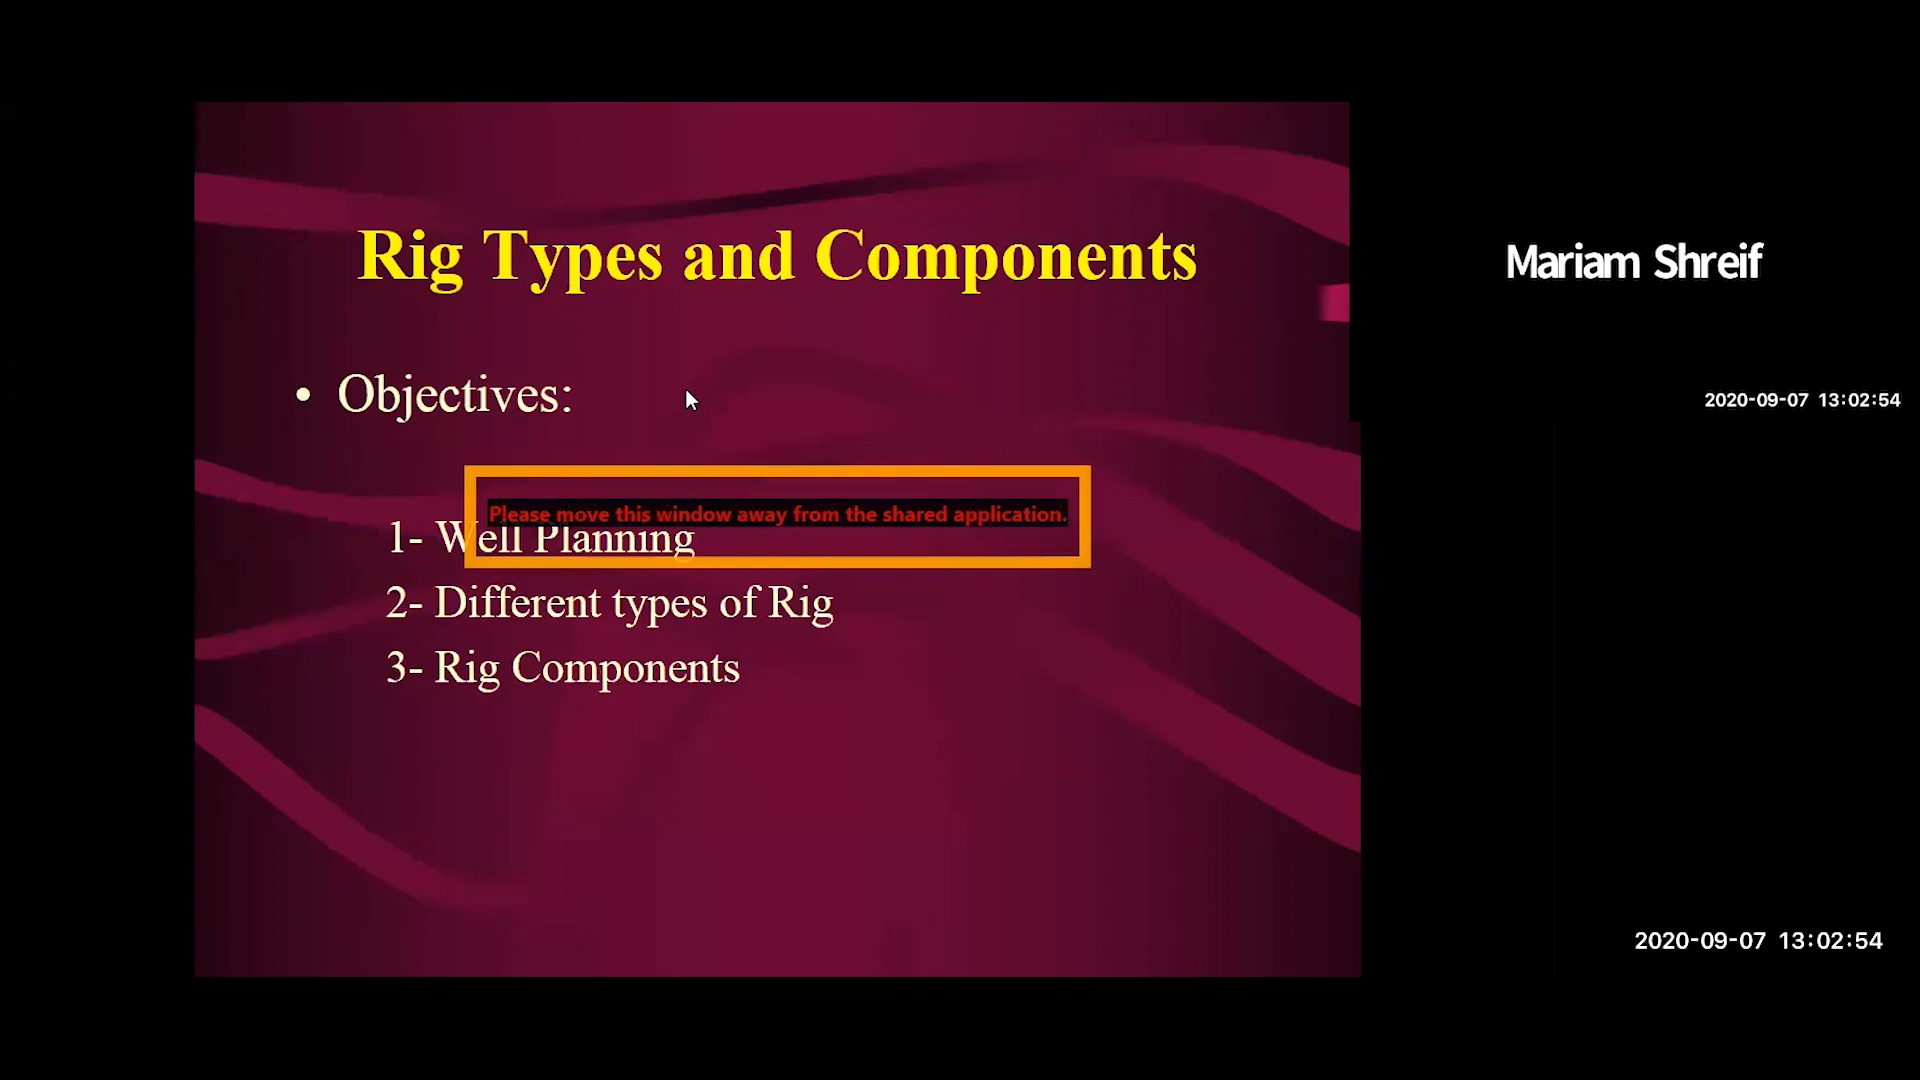 Rig Types and Components
• Objectives:
Please move this window away from the shared application.
1- Well Planning
2- Different types of Rig
3- Rig Components
Mariam Shreif
2020-09-07 13:02:54
2020-09-07 13:02:54